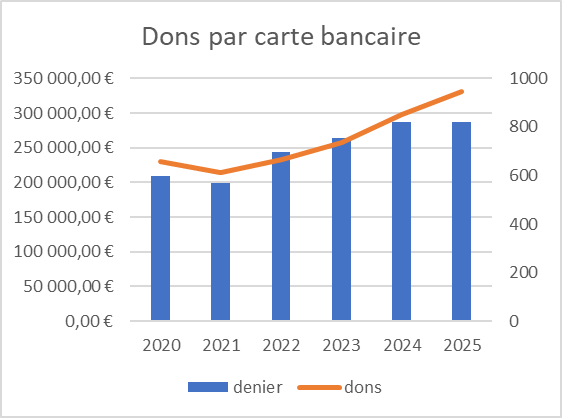 Dons par carte bancaire
350 000,00 € 1000
300 000,00 € 800
250 000,00 €
200 000,00 € 600
150 000,00 € 400
100 000,00 €
50 000,00 € 200
0,00 € 0
2020 2021 2022 2023 2024 2025
denier dons